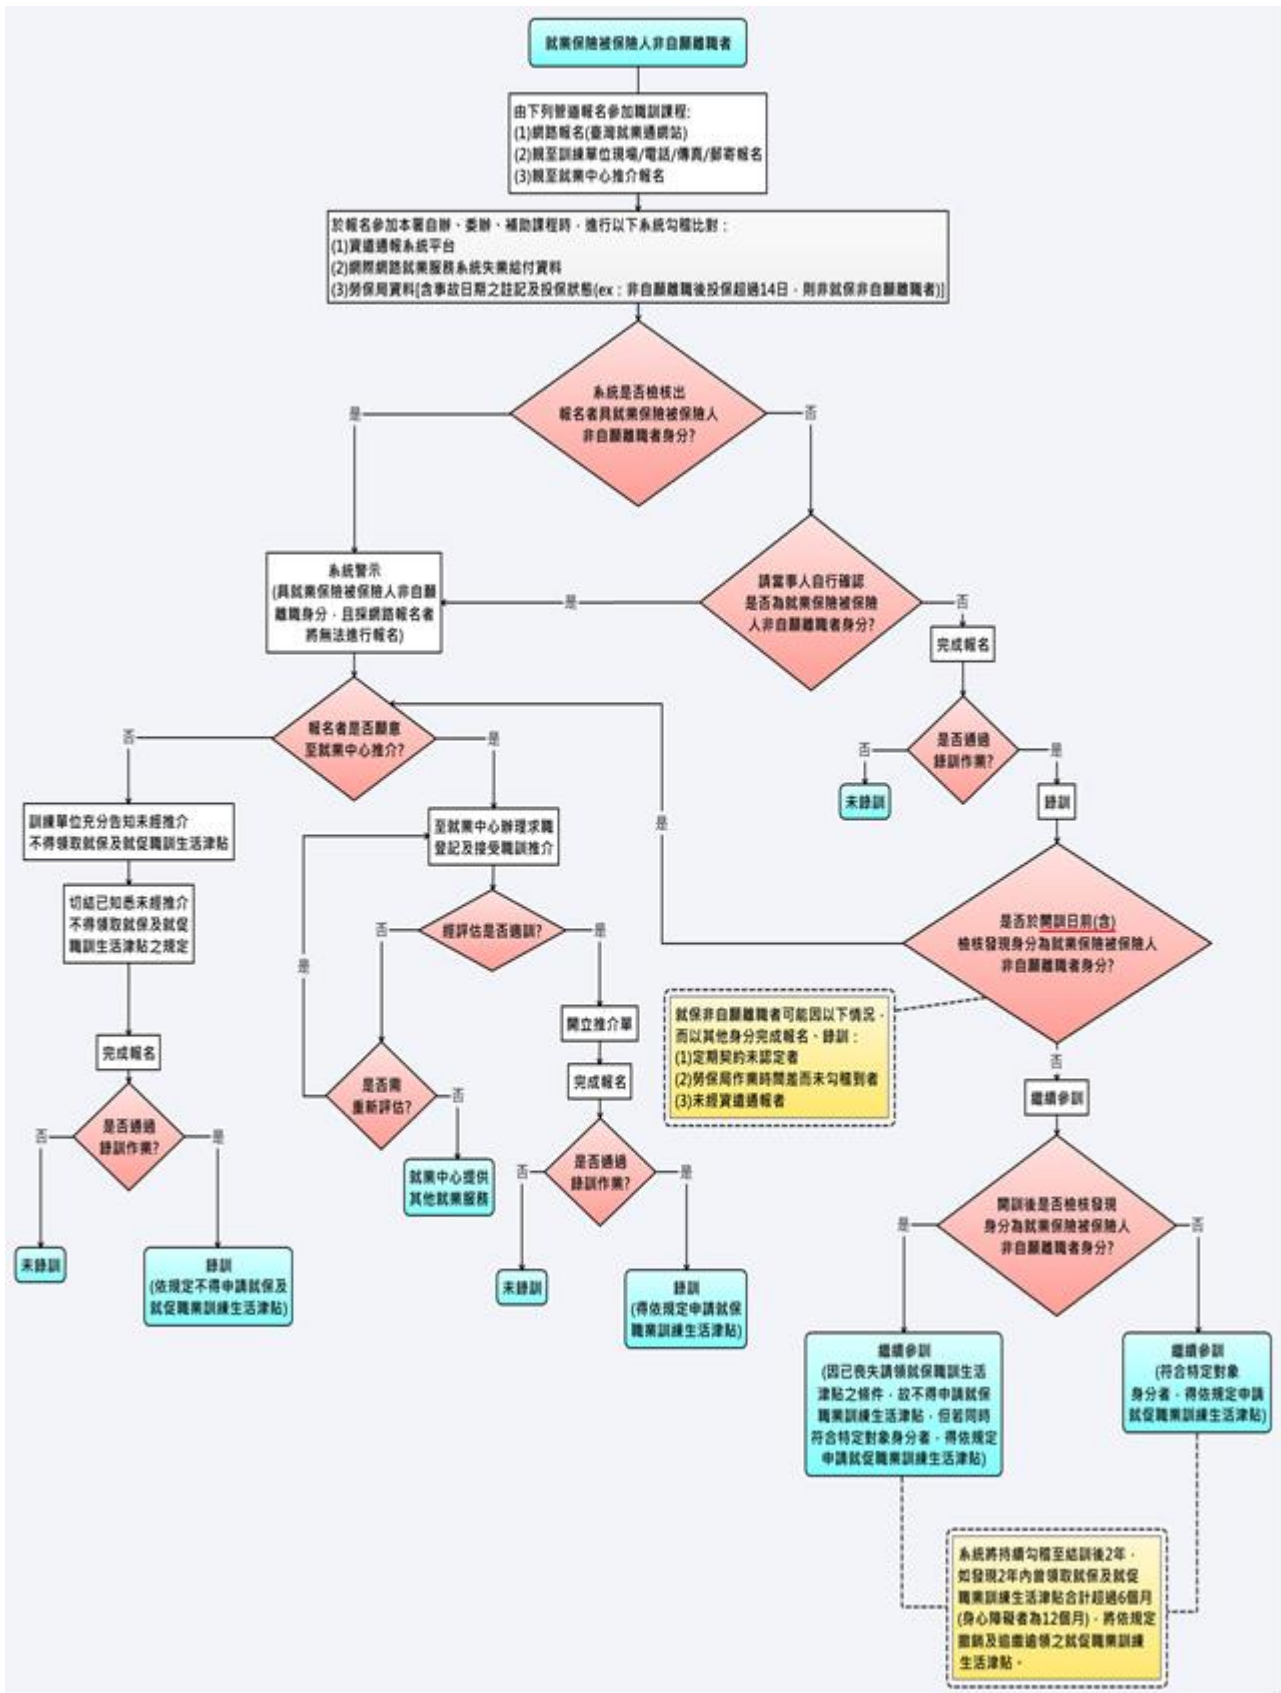 就業保險被保險人非自願離職者
由下列管道報名參加職訓課程:
(1)網路報名(臺灣就業通網站)
(2)親至訓練單位現場/電話/傳真/郵寄報名
(3)親至就業中心推介報名
於報名參加本署自辦、委辦、補助課程時，進行以下系統勾稽比對：
(1)資遣通報系統平台
(2)網際網路就業服務系統失業給付資料
(3)勞保局資料[含事故日期之註記及投保狀態(ex：非自願離職後投保超過14日，則非就保非自願離職者)]
系統是否檢核出
報名者具就業保險被保險人
非自願離職者身分?
是
否
系統警示
(具就業保險被保險人非自願
離職身分，且採網路報名者
將無法進行報名)
請當事人自行確認
是否為就業保險被保險
人非自願離職者身分?
是
否
完成報名
報名者是否願意
至就業中心推介?
否
是
是否通過
錄訓作業?
否
是
未錄訓
錄訓
訓練單位充分告知未經推介
不得領取就保及就促職訓生活津貼
至就業中心辦理求職
登記及接受職訓推介
是
切結已知悉未經推介
不得領取就保及就促
職訓生活津貼之規定
經評估是否適訓?
否
是
是
是否於開訓日前(含)
檢核發現身分為就業保險被保險人
非自願離職者身分?
否
就保非自願離職者可能因以下情況，
而以其他身分完成報名、錄訓：
(1)定期契約未認定者
(2)勞保局作業時間差而未勾稽到者
(3)未經資遣通報者
開立推介單
完成報名
完成報名
是否需
重新評估?
否
繼續參訓
是否通過
錄訓作業?
否
是
就業中心提供
其他就業服務
是否通過
錄訓作業?
否
是
開訓後是否檢核發現
身分為就業保險被保險人
非自願離職者身分?
是
否
未錄訓
錄訓
(依規定不得申請就保及
就促職業訓練生活津貼)
未錄訓
錄訓
(得依規定申請就保
職業訓練生活津貼)
繼續參訓
(因已喪失請領就保職訓生活
津貼之條件，故不得申請就保
職業訓練生活津貼，但若同時
符合特定對象身分者，得依規定
申請就促職業訓練生活津貼)
繼續參訓
(符合特定對象
身分者，得依規定申請
就促職業訓練生活津貼)
系統將持續勾稽至結訓後2年，
如發現2年內曾領取就保及就促
職業訓練生活津貼合計超過6個月
(身心障礙者為12個月)，將依規定
撤銷及追繳逾領之就促職業訓練
生活津貼。